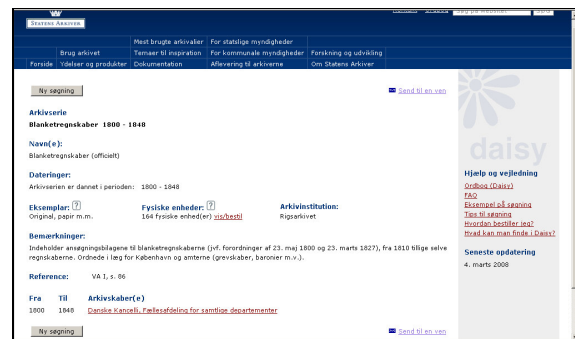 STATENS ARKIVER
Mest brugte arkivalier For statslige myndigheder
Brug arkivet Temaer til inspiration For kommunale myndigheder Forskning og udvikling
Forside Ydelser og produkter Dokumentation Aflevering til arkiverne Om Statens Arkiver
Ny søgning
Send til en ven
Arkivserie
Blanketregnskaber 1800 - 1848
Navn(e):
Blanketregnskaber (officielt)
Dateringer:
Arkivserien er dannet i perioden: 1800 - 1848
Eksemplar: ? Fysiske enheder: ? Arkivinstitution:
Original, papir m.m. 164 fysiske enhed(er) vis/bestil Rigsarkivet
Bemærkninger:
Indeholder ansøgningsbilagene til blanketregnskaberne (jvf. forordninger af 23. maj 1800 og 23. marts 1827), fra 1810 tillige selve
regnskaberne. Ordnede i læg for København og amterne (grevskaber, baronier m.v.).
Reference: VA I, s. 86
Fra Til Arkivskaber(e)
1800 1848 Danske Kancelli, Fællesafdeling for samtlige departementer
Ny søgning
Send til en ven
daisy
Hjælp og vejledning
Ordbog (Daisy)
FAQ
Eksempel på søgning
Tips til søgning
Hvordan bestiller jeg?
Hvad kan man finde i Daisy?
Seneste opdatering
4. marts 2008